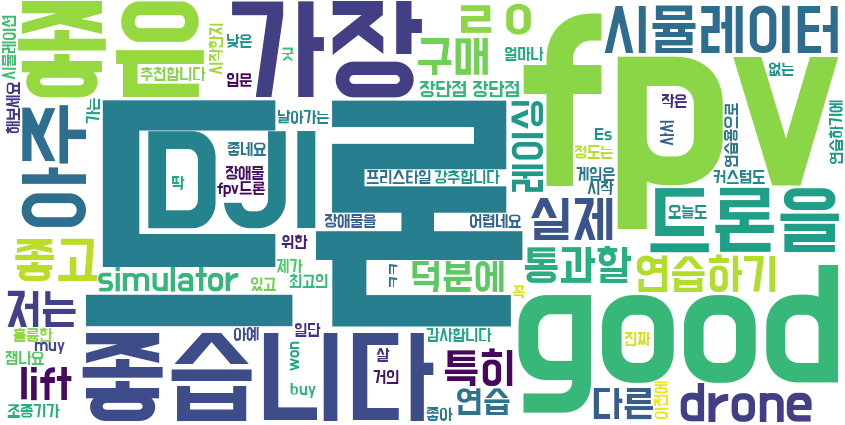 시뮬레이션
좋은
가장
ㄹㅇ
fpv
시뮬레이터
낮은
구매
얼마나
추천합니다
입문
시작한지
굿
장단점 장단점
없는
해보세요
가는
작은
종아
DJI
드론
날아가는
레이싱
Es
사서
연습용으로
연습하기에
좋네요
정도는
딱
장애물
fpv드론
프리스타일
강추합니다
게임은
시작
커스텀도
장애물을
어렵네요
실제
오늘도
드론을
위한
좋고
simulator
제가
있고
최고의
ㅋㅋ
덕분에
통과할
연습하기
꼭
good
저는
훌륭한
muy
잼나요
아예
일단
감사합니다
진짜
좋습니다
won
살
거의
특히
lift
buy
조종기가
좋아
연습
다른
이전에
drone